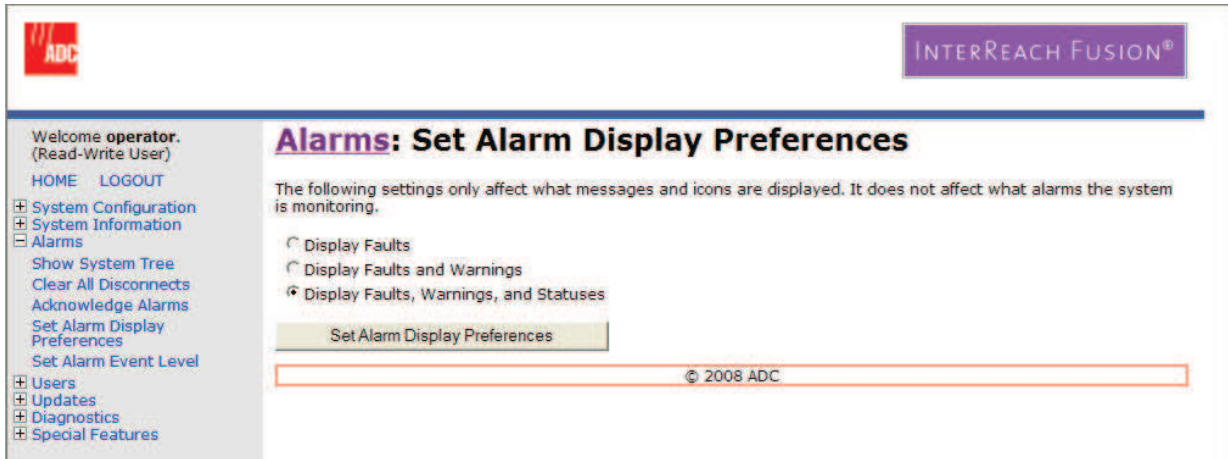 ADC
INTERREACH FUSION®
Welcome operator.
(Read-Write User)
HOME LOGOUT
System Configuration
System Information
Alarms
Show System Tree
Clear All Disconnects
Acknowledge Alarms
Set Alarm Display
Preferences
Set Alarm Event Level
Users
Updates
Diagnostics
Special Features
Alarms: Set Alarm Display Preferences
The following settings only affect what messages and icons are displayed. It does not affect what alarms the system
is monitoring.
Display Faults
Display Faults and Warnings
Display Faults, Warnings, and Statuses
Set Alarm Display Preferences
© 2008 ADC